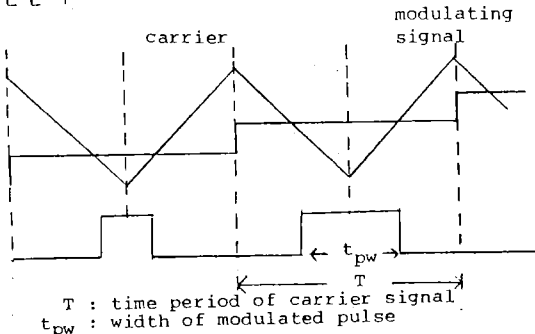 modulating
carrier signal
t_pw
T
T : time period of carrier signal
t_pw : width of modulated pulse